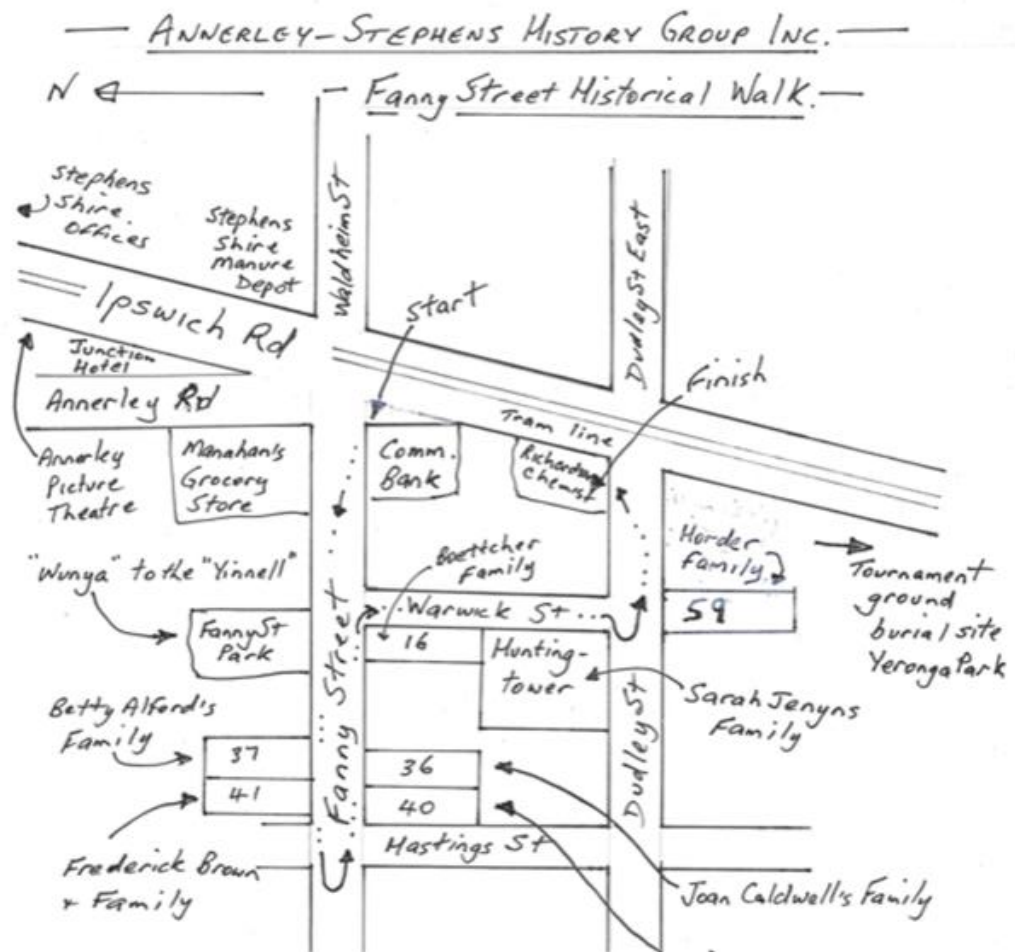 ANNERLEY–STEPHENS HISTORY GROUP INC.
N
– Fanny Street Historical Walk. –
Stephens
Shire
Offices
Stephens
Shire
Manure
Depot
Waldheim St
Dudley St East
Start
Ipswich Rd
Junction
Hotel
Annerley Rd
Finish
Tram line
Annerley
Picture
Theatre
Manahan's
Grocery
Store
Comm.
Bank
Chemist
Horder
Family
Tournament
ground
burial site
Yeronga Park
"Wunya" to the "Yinnell"
Boettcher
Family
Warwick St
59
Fanny St
Park
Fanny Street
16
Hunting-
tower
Dudley St
Sarah Jenyns
Family
Betty Alford's
Family
37
41
36
40
Hastings St
Frederick Brown
+ Family
Joan Caldwell's Family